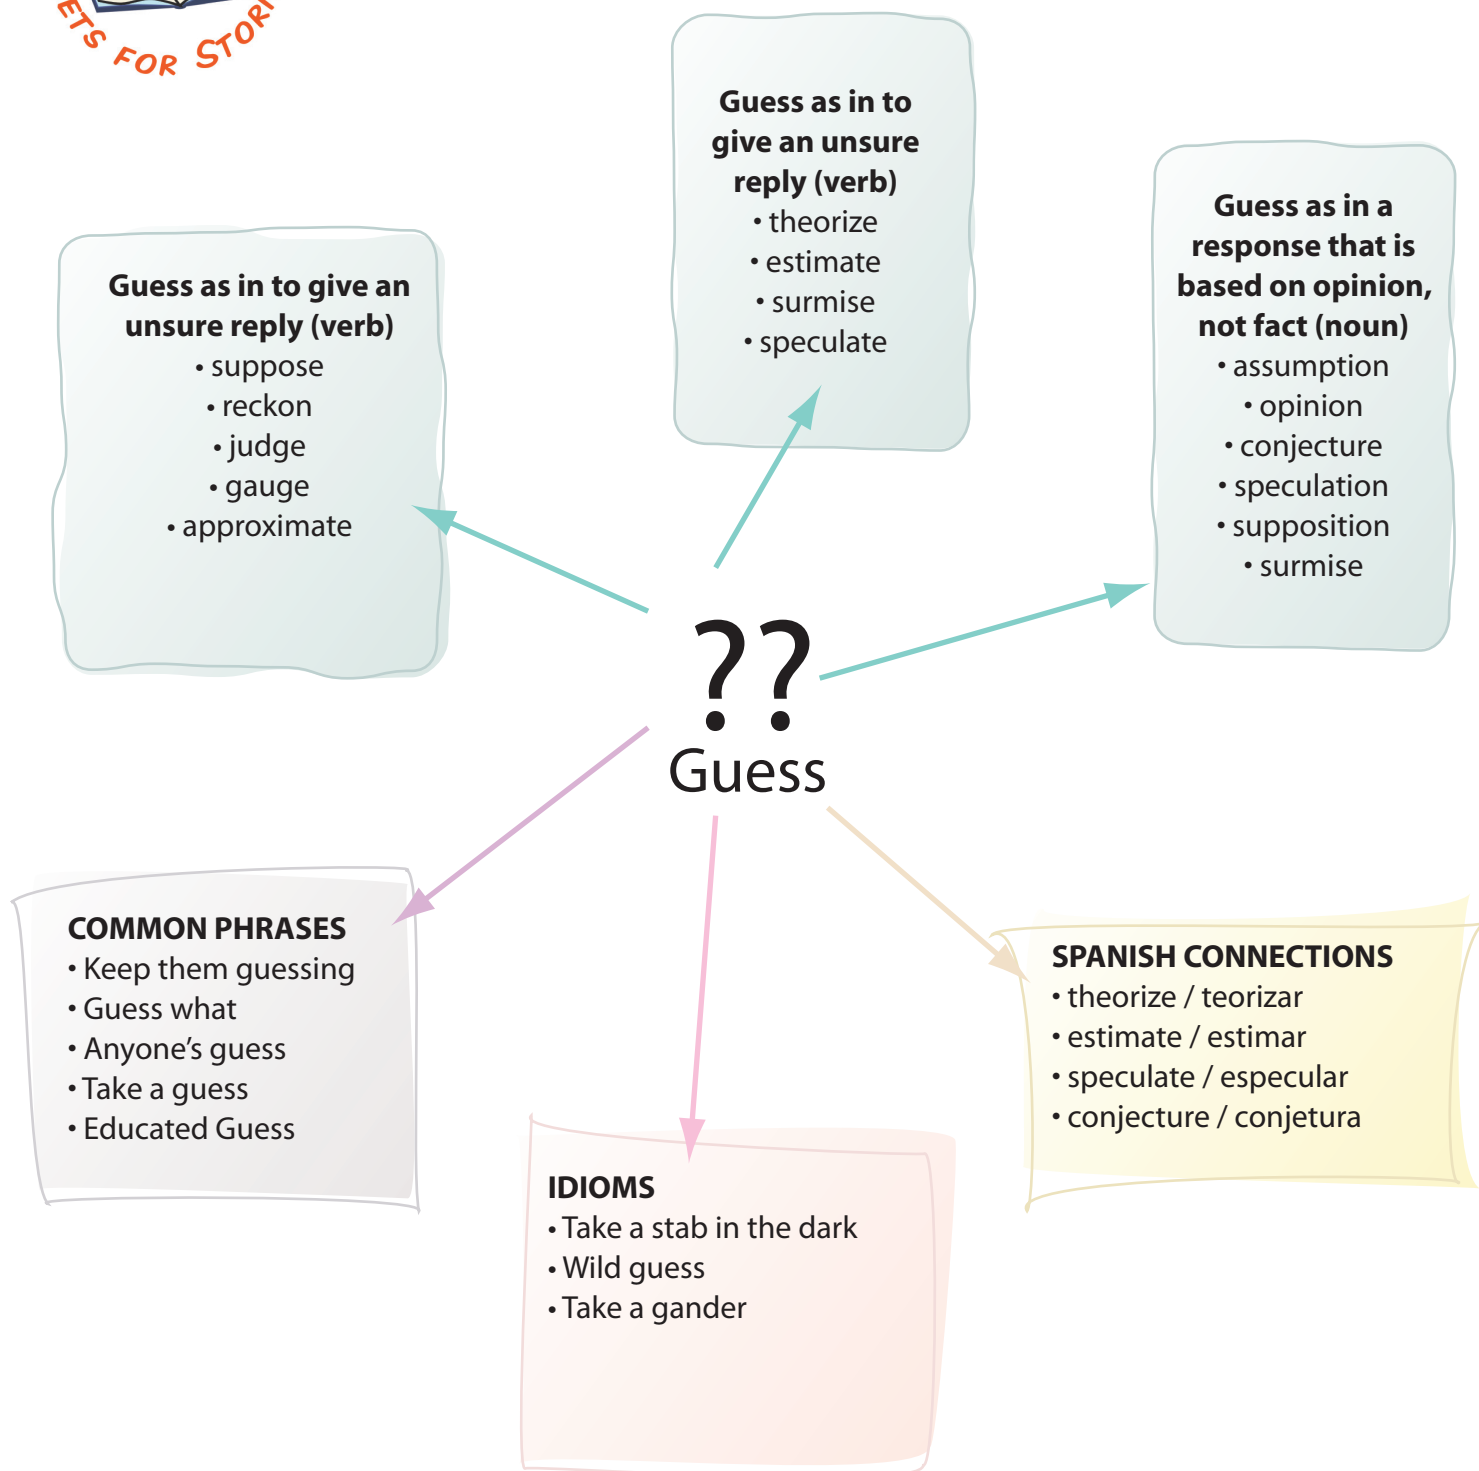 FOR
Guess as in to
give an unsure
reply (verb)
• theorize
• estimate
• surmise
• speculate
Guess as in a
response that is
based on opinion,
not fact (noun)
• assumption
• opinion
• conjecture
• speculation
• supposition
• surmise
Guess as in to give an
unsure reply (verb)
• suppose
• reckon
• judge
• gauge
• approximate
??
Guess
COMMON PHRASES
• Keep them guessing
• Guess what
• Anyone’s guess
• Take a guess
• Educated Guess
SPANISH CONNECTIONS
• theorize / teorizar
• estimate / estimar
• speculate / especular
• conjecture / conjetura
IDIOMS
• Take a stab in the dark
• Wild guess
• Take a gander